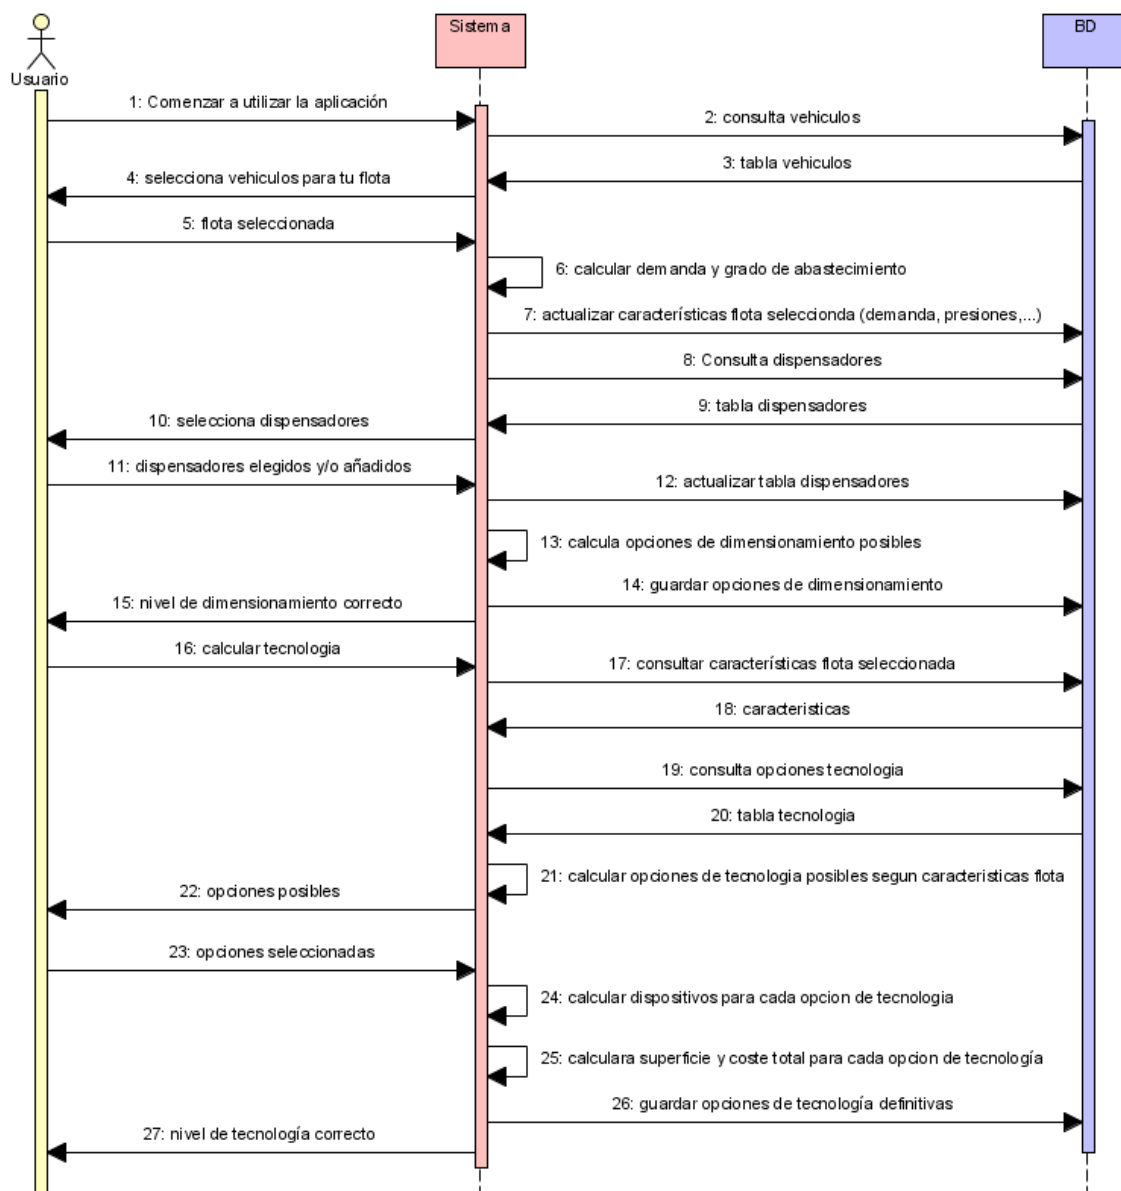 Sistema
BD
Usuario
1: Comenzar a utilizar la aplicación
2: consulta vehiculos
3: tabla vehiculos
4: selecciona vehiculos para tu flota
5: flota seleccionada
6: calcular demanda y grado de abastecimiento
7: actualizar características flota seleccionda (demanda, presiones,...)
8: Consulta dispensadores
9: tabla dispensadores
10: selecciona dispensadores
11: dispensadores elegidos y/o añadidos
12: actualizar tabla dispensadores
13: calcula opciones de dimensionamiento posibles
14: guardar opciones de dimensionamiento
15: nivel de dimensionamiento correcto
16: calcular tecnologia
17: consultar características flota seleccionada
18: caracteristicas
19: consulta opciones tecnologia
20: tabla tecnologia
21: calcular opciones de tecnologia posibles segun caracteristicas flota
22: opciones posibles
23: opciones seleccionadas
24: calcular dispositivos para cada opcion de tecnologia
25: calculara superficie y coste total para cada opcion de tecnología
26: guardar opciones de tecnología definitivas
27: nivel de tecnología correcto